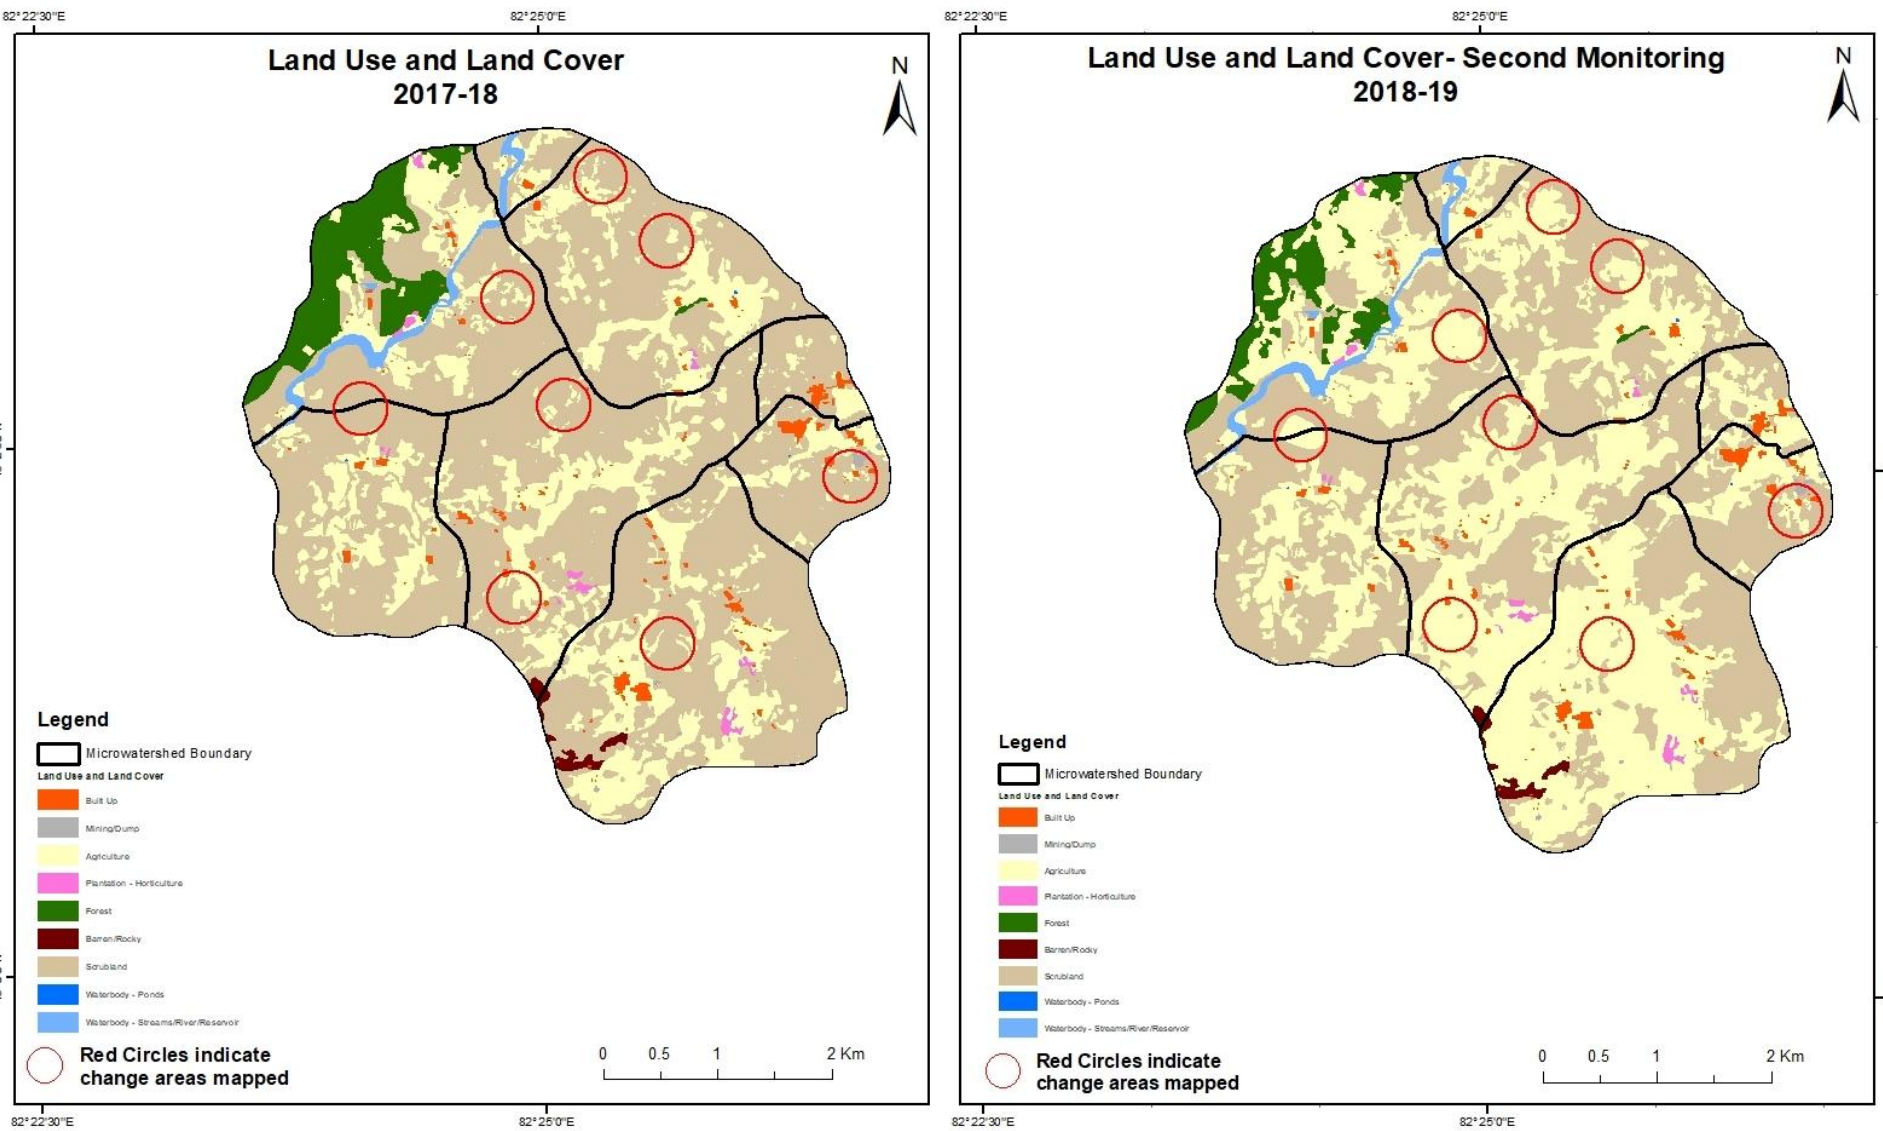 82°22'30"E
82°25'0"E
Land Use and Land Cover
2017-18
N
Legend
Microwatershed Boundary
Land Use and Land Cover
Built Up
Mining/Dump
Agriculture
Plantation - Horticulture
Forest
Barren/Rocky
Scrubland
Waterbody - Ponds
Waterbody - Streams/River/Reservoir
Red Circles indicate
change areas mapped
0 0.5 1 2 Km
82°22'30"E
82°25'0"E
82°22'30"E
82°25'0"E
Land Use and Land Cover- Second Monitoring
2018-19
N
Legend
Microwatershed Boundary
Land Use and Land Cover
Built Up
Mining/Dump
Agriculture
Plantation - Horticulture
Forest
Barren/Rocky
Scrubland
Waterbody - Ponds
Waterbody - Streams/River/Reservoir
Red Circles indicate
change areas mapped
0 0.5 1 2 Km
82°22'30"E
82°25'0"E